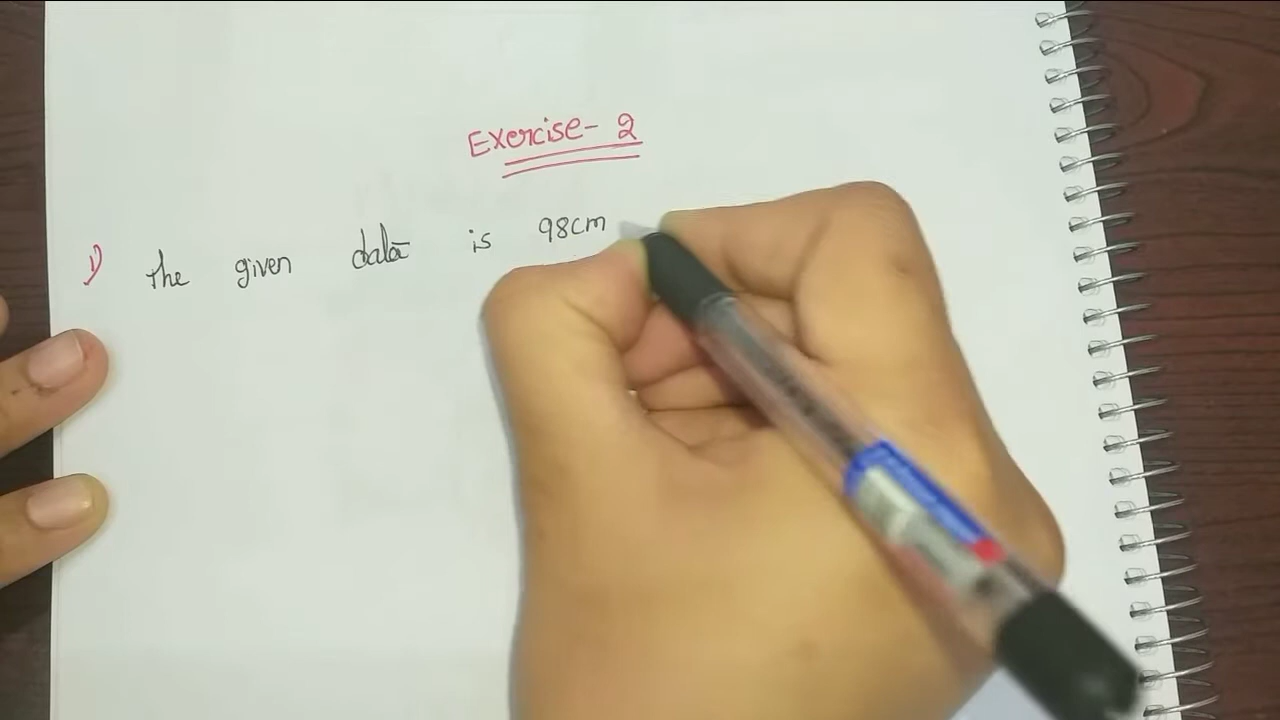 Exercise- 2
1) The given data is 98cm